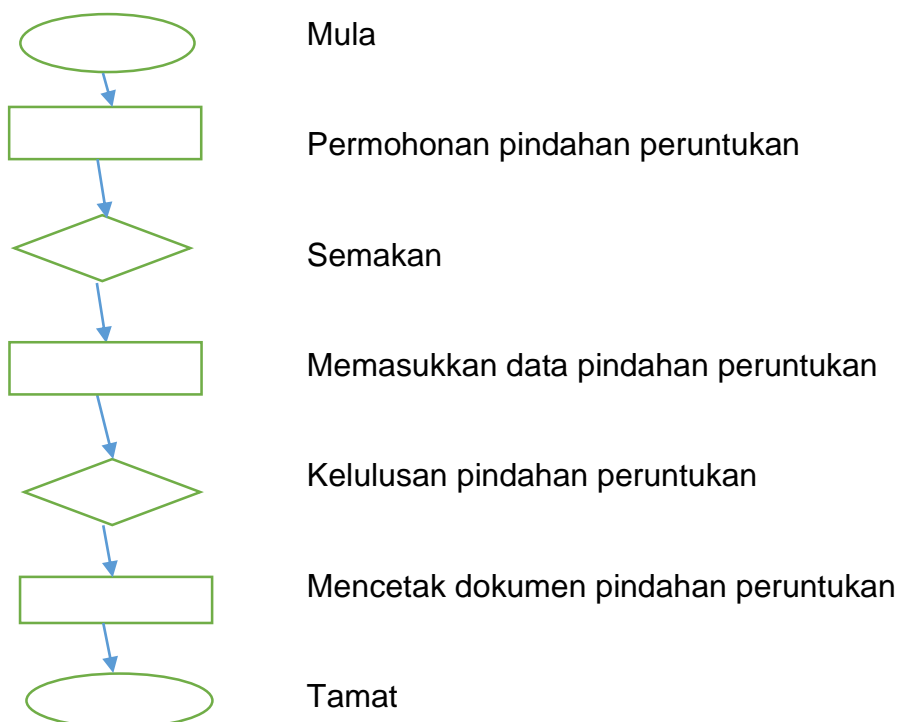 Mula
Permohonan pindahan peruntukan
Semakan
Memasukkan data pindahan peruntukan
Kelulusan pindahan peruntukan
Mencetak dokumen pindahan peruntukan
Tamat